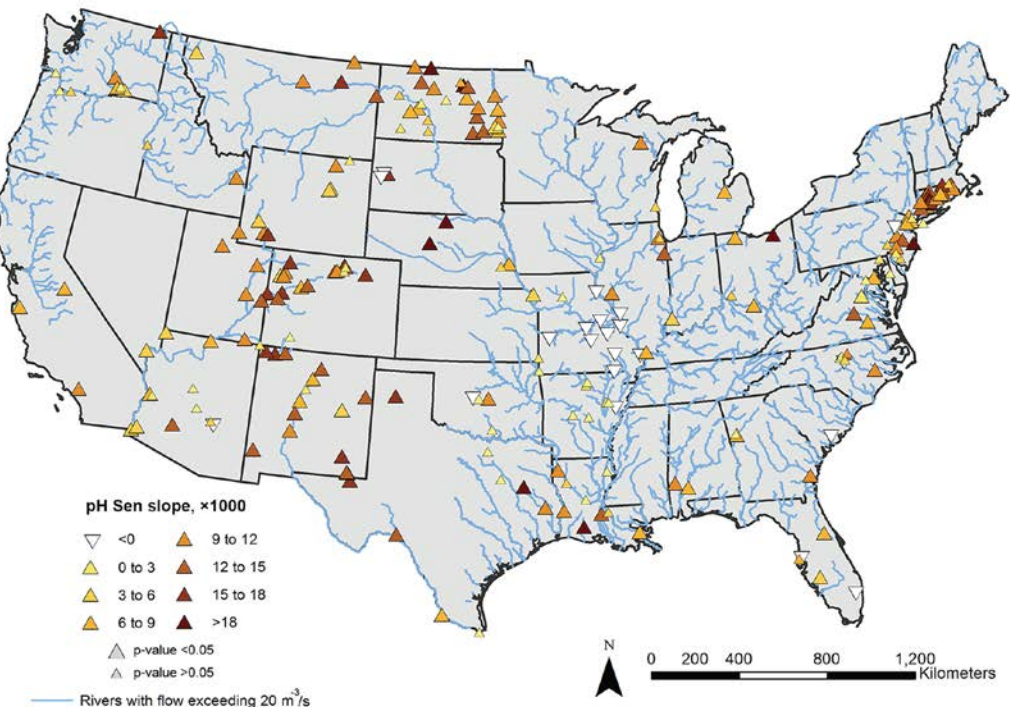 pH Sen slope, ×1000
<0
9 to 12
0 to 3
12 to 15
3 to 6
15 to 18
6 to 9
>18
p-value <0.05
p-value >0.05
Rivers with flow exceeding 20 m⁻³/s
N
0 200 400 800 1,200
Kilometers